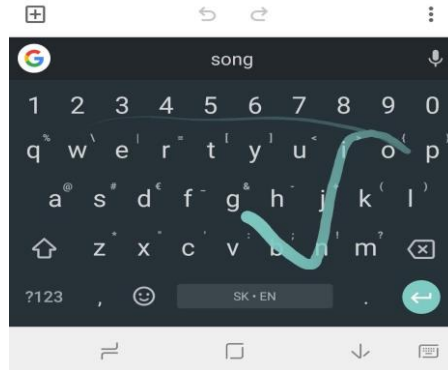 song
1 2 3 4 5 6 7 8 9 0
% \ | = [ ] < > { }
q w e r t y u i o p
@ # € - & - + ( )
a s d f g h j k l
* " ' : ; ! ?
z x c v b n m
?123 , SK • EN .